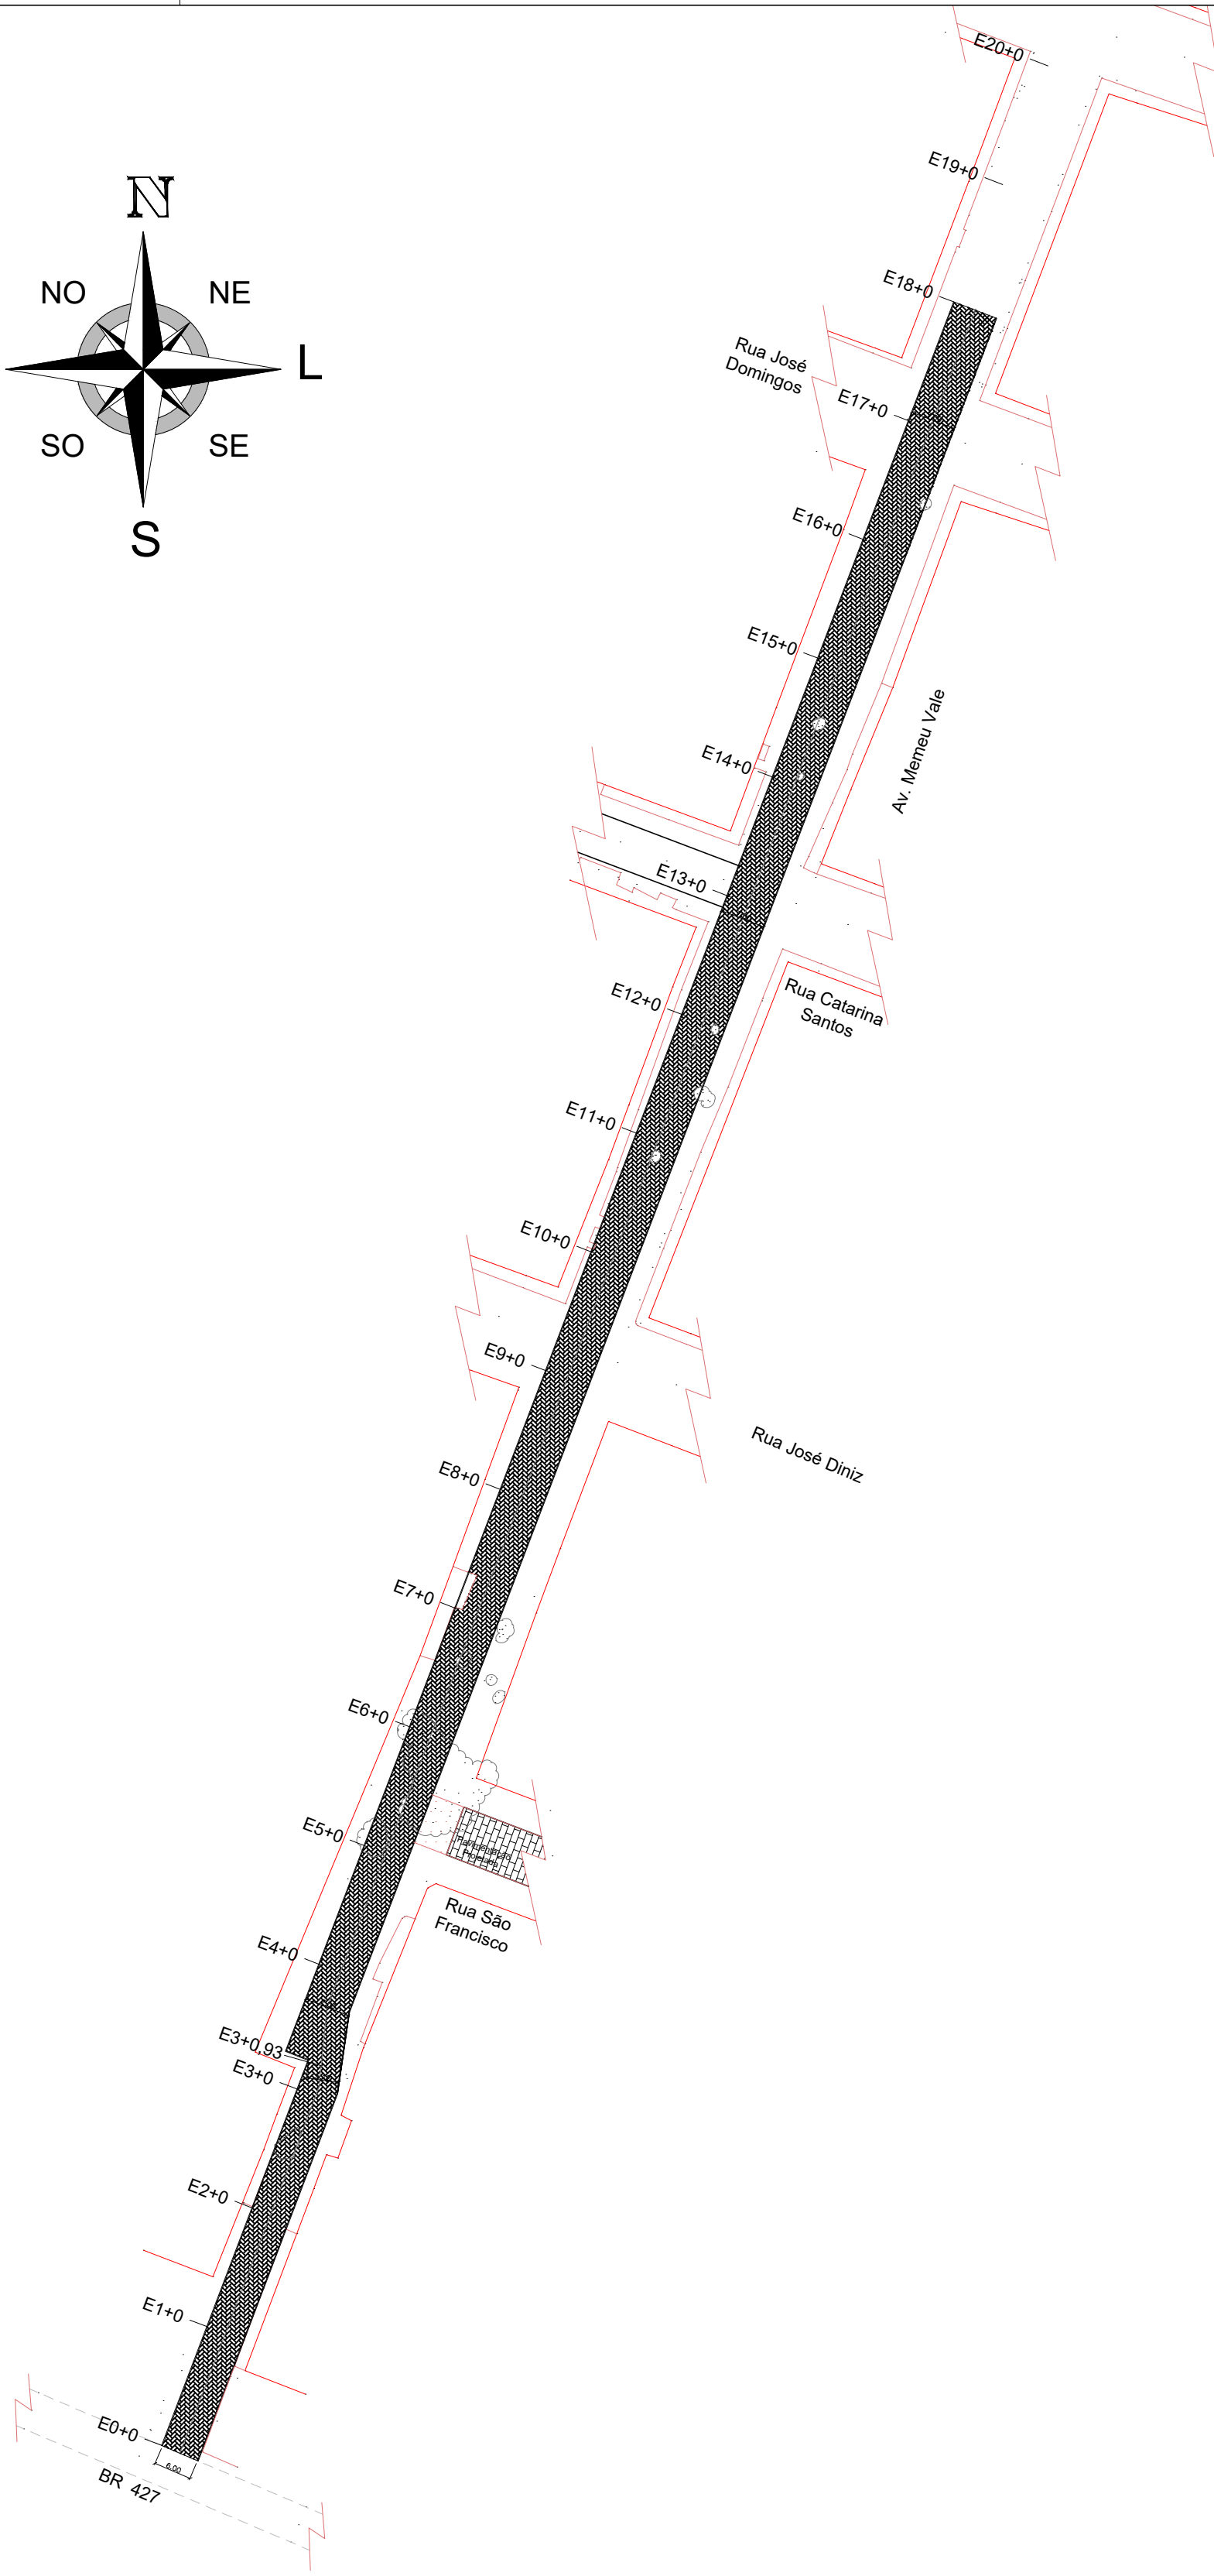 E20+0
E19+0
N
NO
NE
L
SO
SE
S
E18+0
Rua José
Domingos
E17+0
E16+0
E15+0
Av. Memeu Vale
E14+0
E13+0
Rua Catarina
Santos
E12+0
E11+0
E10+0
E9+0
Rua José Diniz
E8+0
E7+0
E6+0
E5+0
Rua São
Francisco
E4+0
E3+0,93
E3+0
E2+0
E1+0
E0+0
6.00
BR 427